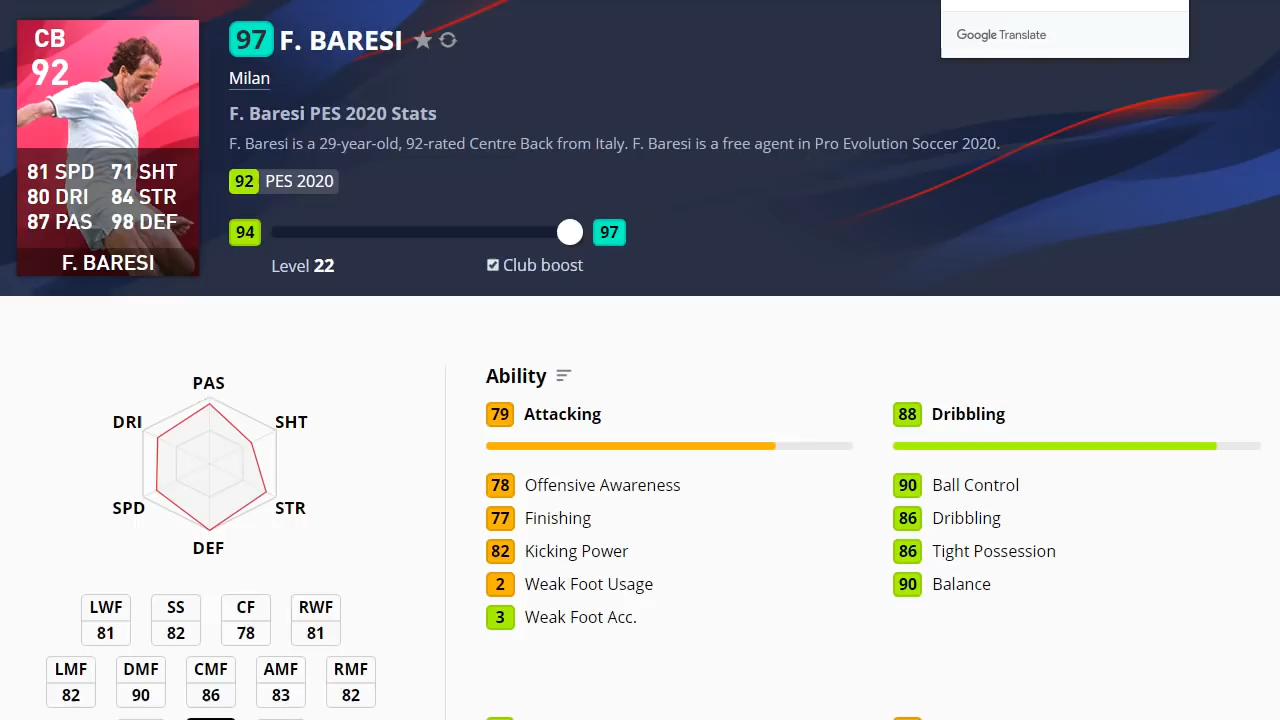 CB
92
81 SPD 71 SHT
80 DRI 84 STR
87 PAS 98 DEF
F. BARESI
97 F. BARESI
Google Translate
Milan
F. Baresi PES 2020 Stats
F. Baresi is a 29-year-old, 92-rated Centre Back from Italy. F. Baresi is a free agent in Pro Evolution Soccer 2020.
92 PES 2020
94 97
Level 22 Club boost
PAS
DRI SHT
SPD STR
DEF
LWF SS CF RWF
81 82 78 81
LMF DMF CMF AMF RMF
82 90 86 83 82
Ability
79 Attacking
78 Offensive Awareness
77 Finishing
82 Kicking Power
2 Weak Foot Usage
3 Weak Foot Acc.
88 Dribbling
90 Ball Control
86 Dribbling
86 Tight Possession
90 Balance